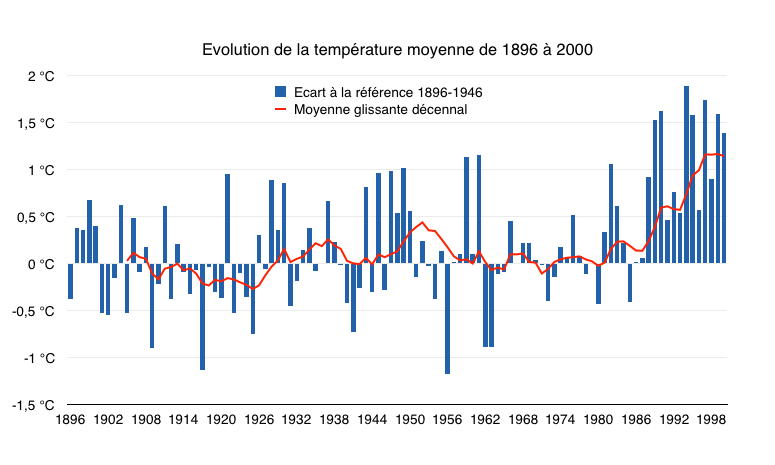 Evolution de la température moyenne de 1896 à 2000
2 °C
Ecart à la référence 1896-1946
Moyenne glissante décennal
1,5 °C
1 °C
0,5 °C
0 °C
-0,5 °C
-1 °C
-1,5 °C
1896 1902 1908 1914 1920 1926 1932 1938 1944 1950 1956 1962 1968 1974 1980 1986 1992 1998